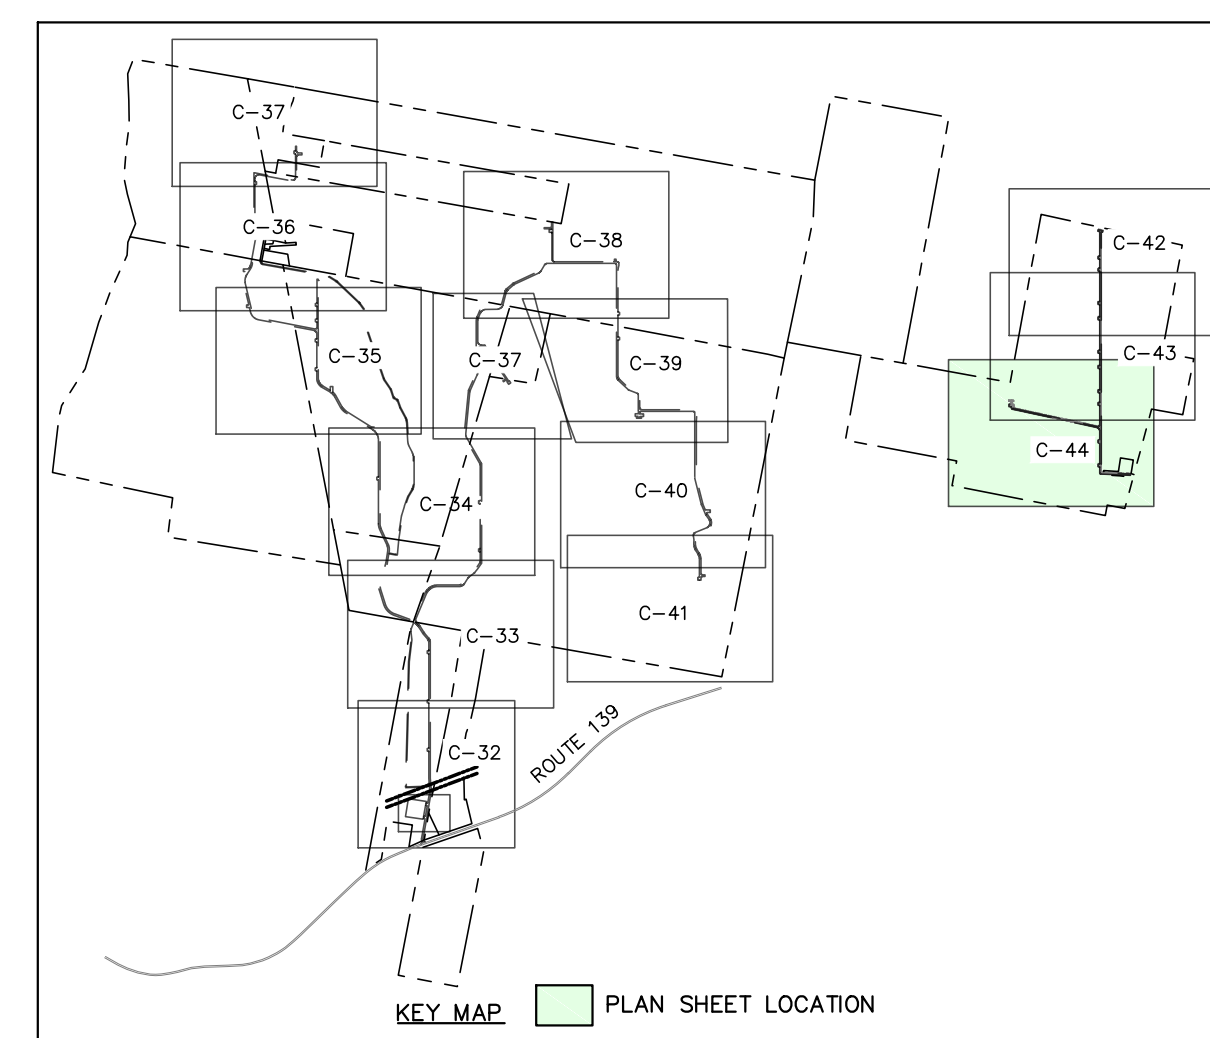 C-37
C-36
C-38
C-42
C-35
C-37
C-39
C-43
C-44
C-34
C-40
C-41
C-33
C-32
ROUTE 139
KEY MAP
PLAN SHEET LOCATION